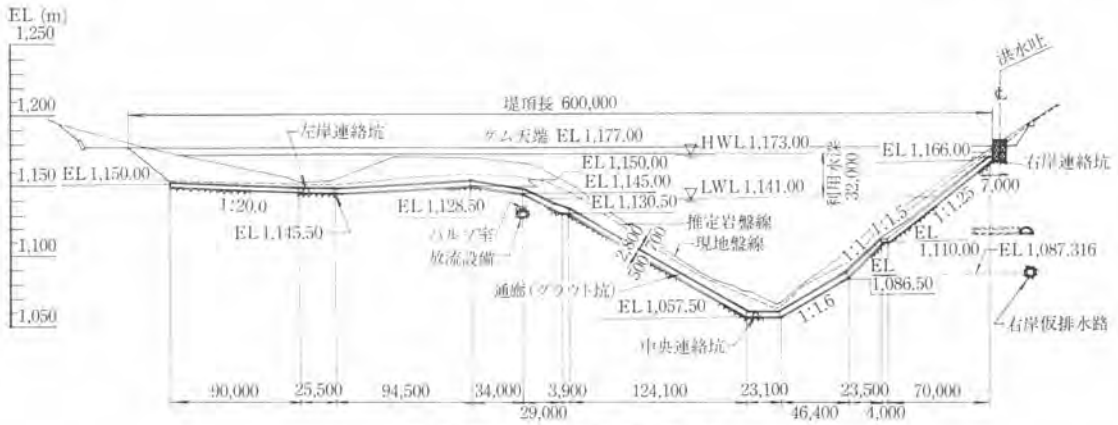 EL (m)
1,250
1,200
1,150
1,100
1,050
洪水吐
℄
堤頂長 600,000
左岸連絡坑
ダム天端 EL 1,177.00
HWL 1,173.00
EL 1,166.00
右岸連絡坑
7,000
EL 1,150.00
EL 1,150.00
EL 1,145.00
EL 1,130.50
LWL 1,141.00
利用水深
32,000
1:20.0
EL 1,145.50
EL 1,128.50
バルブ室
放流設備
推定岩盤線
現地盤線
2,800
500
700
1:1.5
1:1.25
EL
1,110.00
EL 1,087.316
EL
1,086.50
通廊(グラウト坑)
EL 1,057.50
1:1.6
中央連絡坑
右岸仮排水路
90,000
25,500
94,500
34,000
29,000
3,900
124,100
23,100
46,400
23,500
4,000
70,000